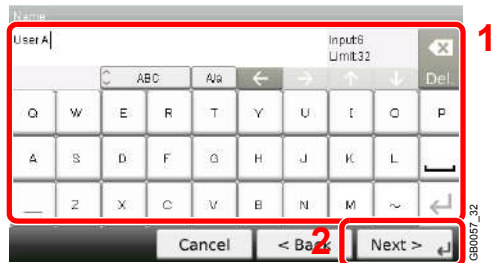 Name
User A
Input:6
Limit:32
1
ABC A/a ← → ↑ ↓ Del.
Q W E R T Y U I O P
A S D F G H J K L
_ Z X C V B N M ~
2
Cancel < Back Next >
GB0057_32